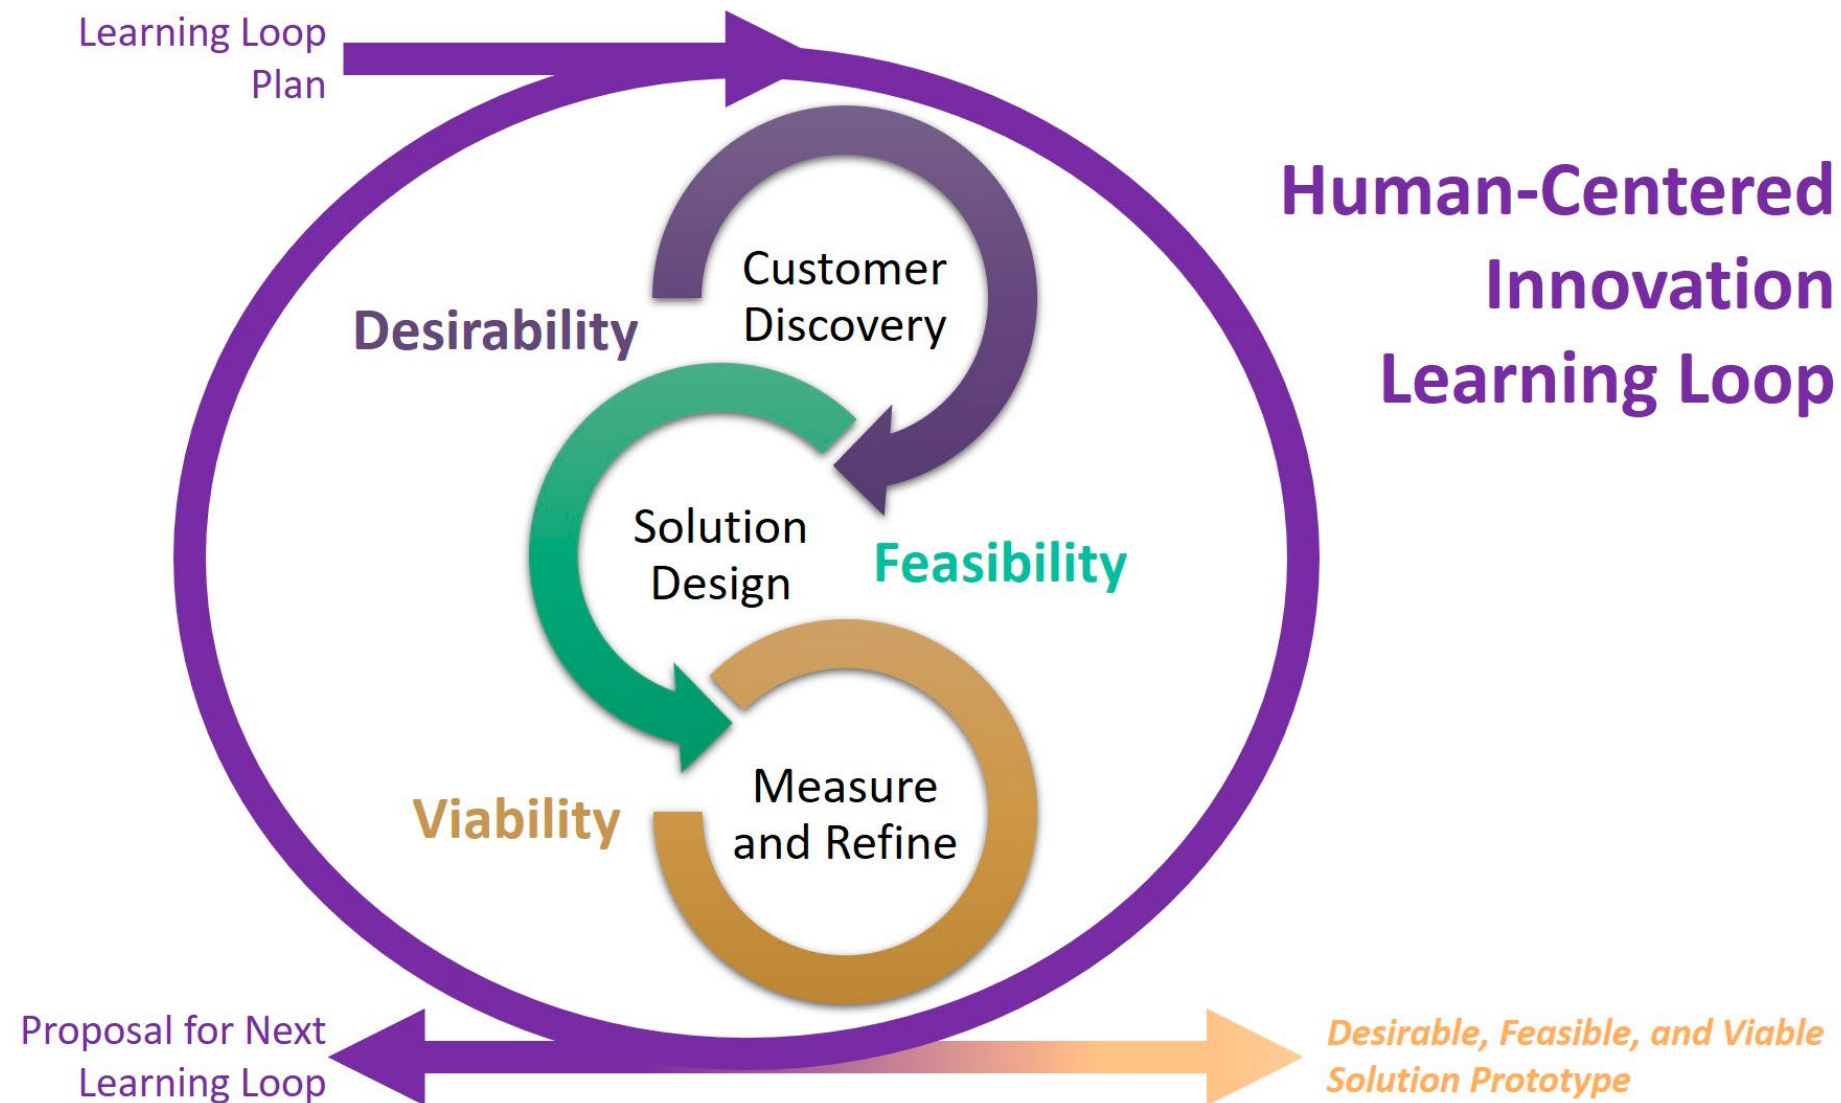 Learning Loop
Plan
Human-Centered
Innovation
Learning Loop
Customer
Discovery
Desirability
Solution
Design
Feasibility
Measure
and Refine
Viability
Proposal for Next
Learning Loop
Desirable, Feasible, and Viable
Solution Prototype